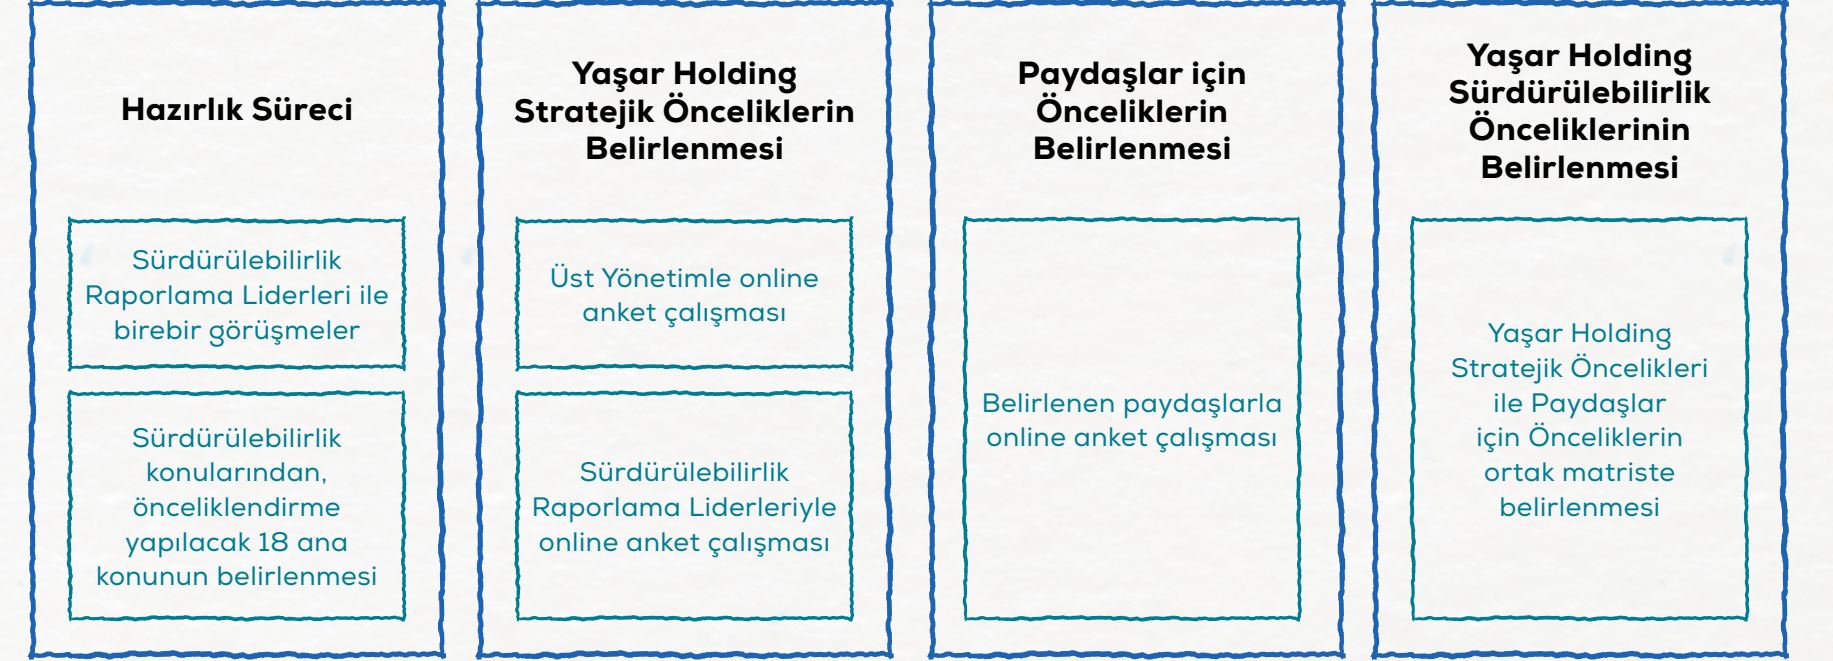 Hazırlık Süreci
Sürdürülebilirlik
Raporlama Liderleri ile
birebir görüşmeler
Sürdürülebilirlik
konularından,
önceliklendirme
yapılacak 18 ana
konunun belirlenmesi
Yaşar Holding
Stratejik Önceliklerin
Belirlenmesi
Üst Yönetimle online
anket çalışması
Sürdürülebilirlik
Raporlama Liderleriyle
online anket çalışması
Paydaşlar için
Önceliklerin
Belirlenmesi
Belirlenen paydaşlarla
online anket çalışması
Yaşar Holding
Sürdürülebilirlik
Önceliklerinin
Belirlenmesi
Yaşar Holding
Stratejik Öncelikleri
ile Paydaşlar
için Önceliklerin
ortak matriste
belirlenmesi